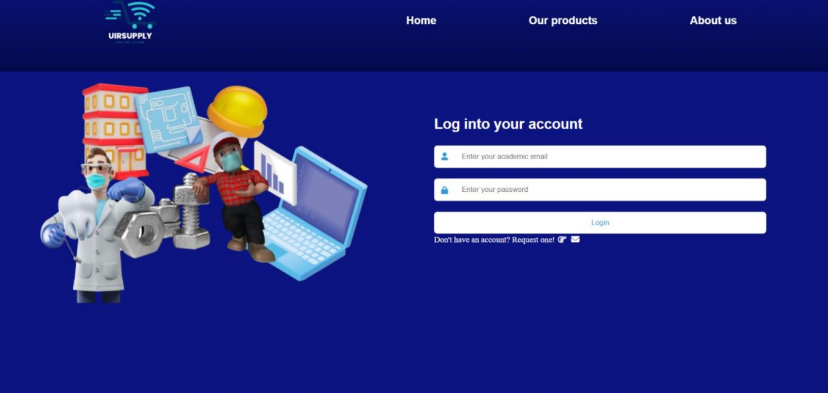 UIRSUPPLY
Home
Our products
About us
Log into your account
Enter your academic email
Enter your password
Login
Don't have an account? Request one!